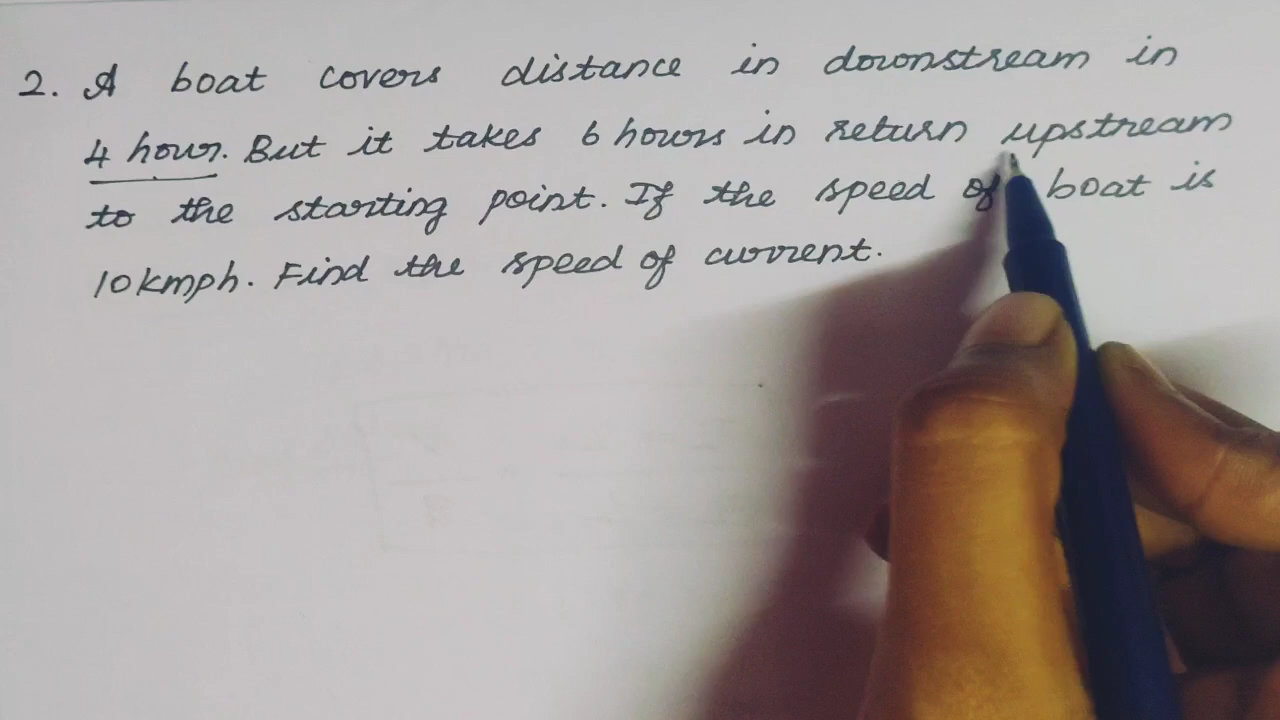 2. A boat covers distance in downstream in
4 hour. But it takes 6 hours in return upstream
to the starting point. If the speed of boat is
10kmph. Find the speed of current.